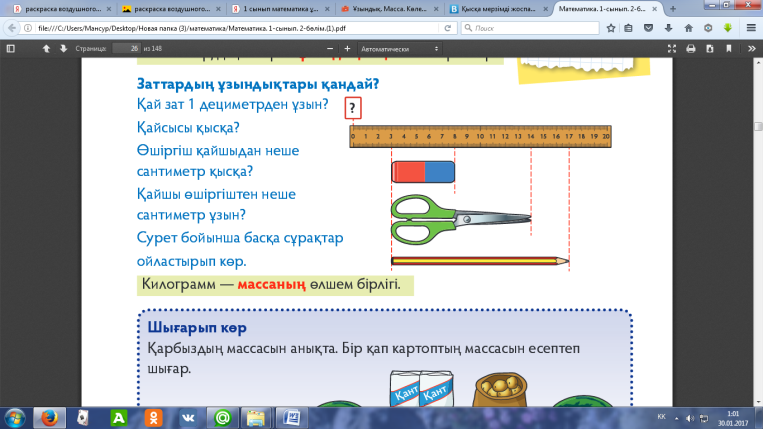 раскраска воздушного...
раскраска воздушного...
1 сынып математика ұ...
Ұзындық. Масса. Көле...
Қысқа мерзімді жоспа...
Математика. 1-сынып. 2-б...
file:///C:/Users/Мансур/Desktop/Новая папка (3)/математика/Математика. 1-сынып. 2-бөлім.(1).pdf
Поиск
Страница: 26 из 148
Автоматически
Заттардың ұзындықтары қандай?
Қай зат 1 дециметрден ұзын?
?
Қайсысы қысқа?
0 1 2 3 4 5 6 7 8 9 10 11 12 13 14 15 16 17 18 19 20
Өшіргіш қайшыдан неше
сантиметр қысқа?
Қайшы өшіргіштен неше
сантиметр ұзын?
Сурет бойынша басқа сұрақтар
ойластырып көр.
Килограмм — массаның өлшем бірлігі.
Шығарып көр
Қарбыздың массасын анықта. Бір қап картоптың массасын есептеп
шығар.
Қант Қант
KK
1:01
30.01.2017